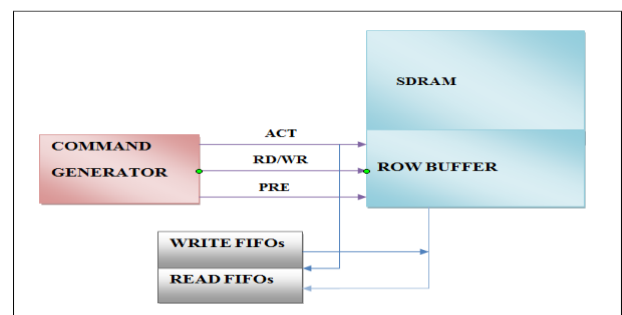 SDRAM
ACT
COMMAND
GENERATOR
RD/WR
ROW BUFFER
PRE
WRITE FIFOs
READ FIFOs